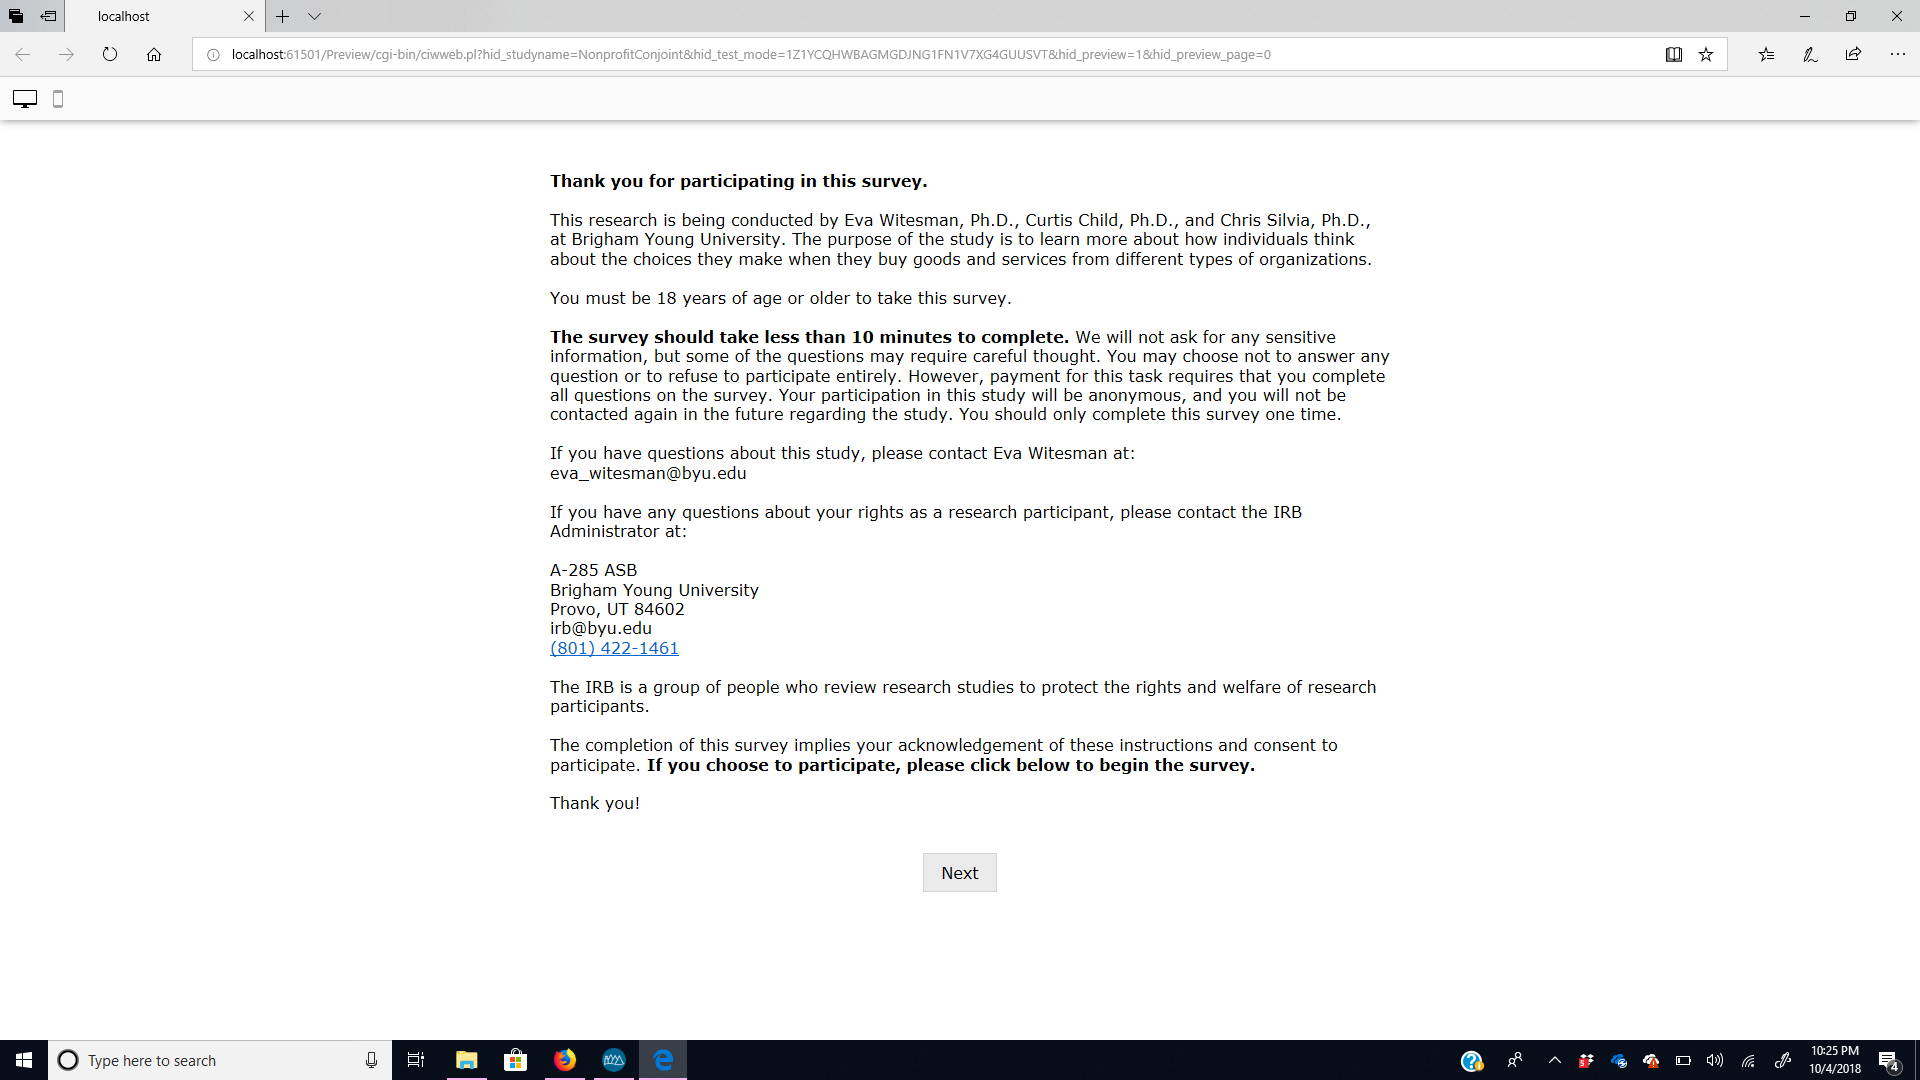 localhost
localhost:61501/Preview/cgi-bin/ciwweb.pl?hid_studyname=NonprofitConjoint&hid_test_mode=1Z1YCQHWBAGMGDJNG1FN1V7XG4GUUSVT&hid_preview=1&hid_preview_page=0
Thank you for participating in this survey.
This research is being conducted by Eva Witesman, Ph.D., Curtis Child, Ph.D., and Chris Silvia, Ph.D.,
at Brigham Young University. The purpose of the study is to learn more about how individuals think
about the choices they make when they buy goods and services from different types of organizations.
You must be 18 years of age or older to take this survey.
The survey should take less than 10 minutes to complete. We will not ask for any sensitive
information, but some of the questions may require careful thought. You may choose not to answer any
question or to refuse to participate entirely. However, payment for this task requires that you complete
all questions on the survey. Your participation in this study will be anonymous, and you will not be
contacted again in the future regarding the study. You should only complete this survey one time.
If you have questions about this study, please contact Eva Witesman at:
eva_witesman@byu.edu
If you have any questions about your rights as a research participant, please contact the IRB
Administrator at:
A-285 ASB
Brigham Young University
Provo, UT 84602
irb@byu.edu
(801) 422-1461
The IRB is a group of people who review research studies to protect the rights and welfare of research
participants.
The completion of this survey implies your acknowledgement of these instructions and consent to
participate. If you choose to participate, please click below to begin the survey.
Thank you!
Next
Type here to search
10:25 PM
10/4/2018
4